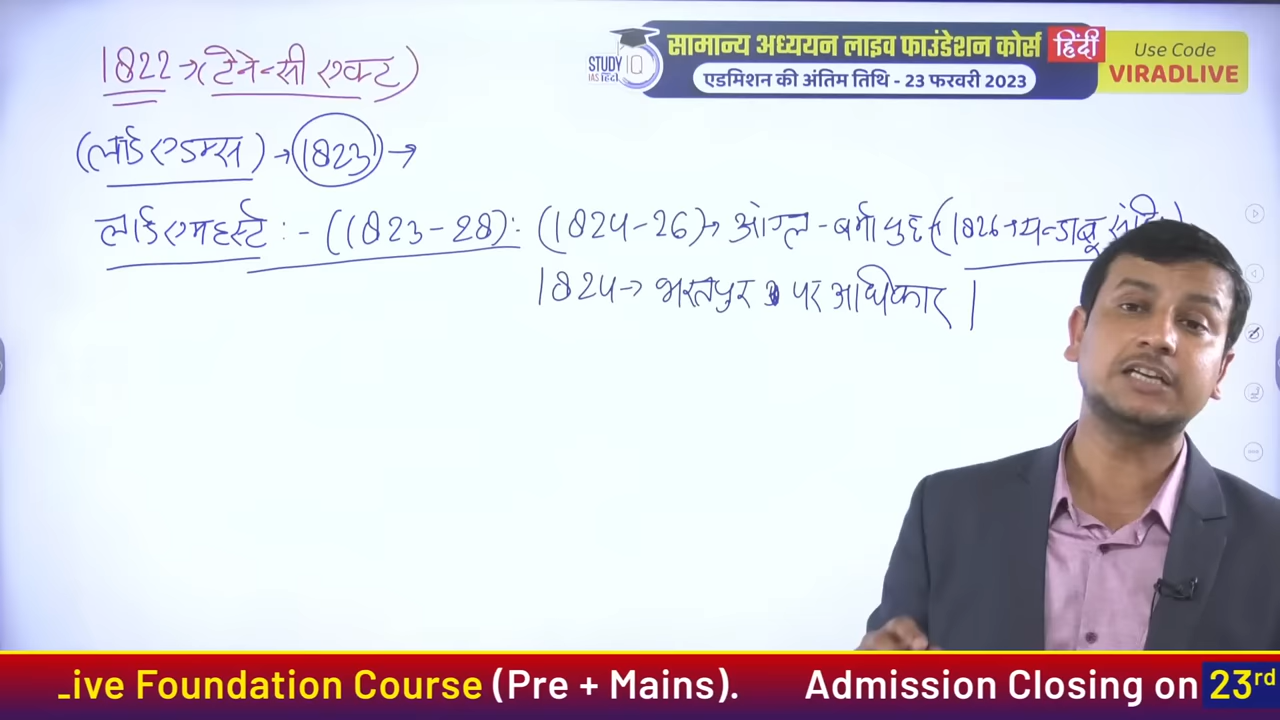 1822→(टेनेन्सी एक्ट)
STUDY IQ
IAS हिंदी
सामान्य अध्ययन लाइव फाउंडेशन कोर्स हिंदी
एडमिशन की अंतिम तिथि - 23 फरवरी 2023
Use Code
VIRADLIVE
(लार्ड एडम्स) → (1823) →
लार्ड एमहर्स्ट :- ((1823-28): (1824-26)→ आंग्ल-बर्मा युद्ध (1826→यन्डाबू संधि)
1824→ भरतपुर पर अधिकार |
ive Foundation Course (Pre + Mains). Admission Closing on 23rd